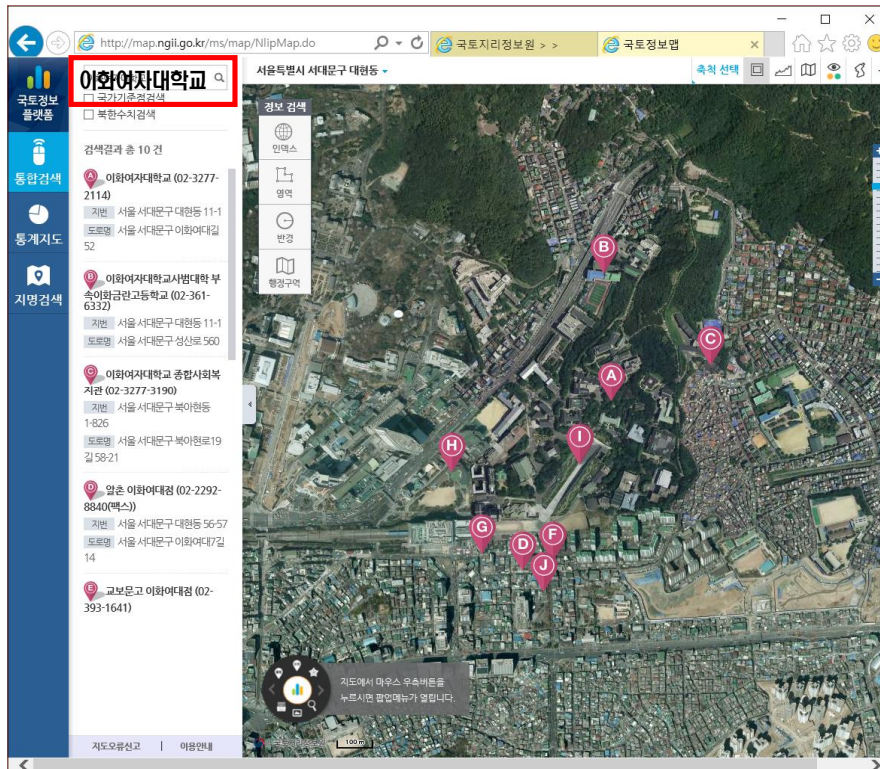 http://map.ngii.go.kr/ms/map/NlipMap.do
국토지리정보원 > >
국토정보맵
국토정보
플랫폼
통합검색
통계지도
지명검색
이화여자대학교
국가기준점검색
북한수치검색
검색결과 총 10 건
A 이화여자대학교 (02-3277-
2114)
지번 서울 서대문구 대현동 11-1
도로명 서울 서대문구 이화여대길
52
B 이화여자대학교사범대학 부
속이화금란고등학교 (02-361-
6332)
지번 서울 서대문구 대현동 11-1
도로명 서울 서대문구 성산로 560
C 이화여자대학교 종합사회복
지관 (02-3277-3190)
지번 서울 서대문구 북아현동
1-826
도로명 서울 서대문구 북아현로19
길 58-21
D 알촌 이화여대점 (02-2292-
8840(팩스))
지번 서울 서대문구 대현동 56-57
도로명 서울 서대문구 이화여대7길
14
E 교보문고 이화여대점 (02-
393-1641)
지도오류신고 | 이용안내
서울특별시 서대문구 대현동
축척 선택
정보 검색
인덱스
영역
반경
행정구역
B
C
A
I
H
G
D
F
J
지도에서 마우스 우측버튼을
누르시면 팝업메뉴가 열립니다.
100 m